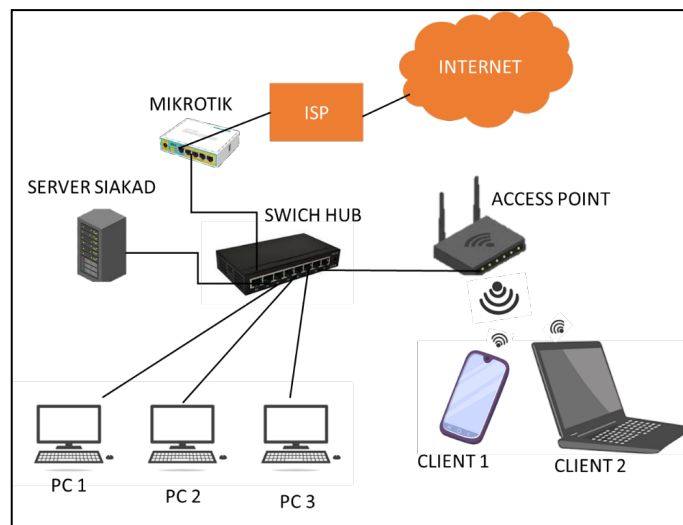 INTERNET
ISP
MIKROTIK
SERVER SIAKAD
SWICH HUB
ACCESS POINT
PC 1
PC 2
PC 3
CLIENT 1
CLIENT 2